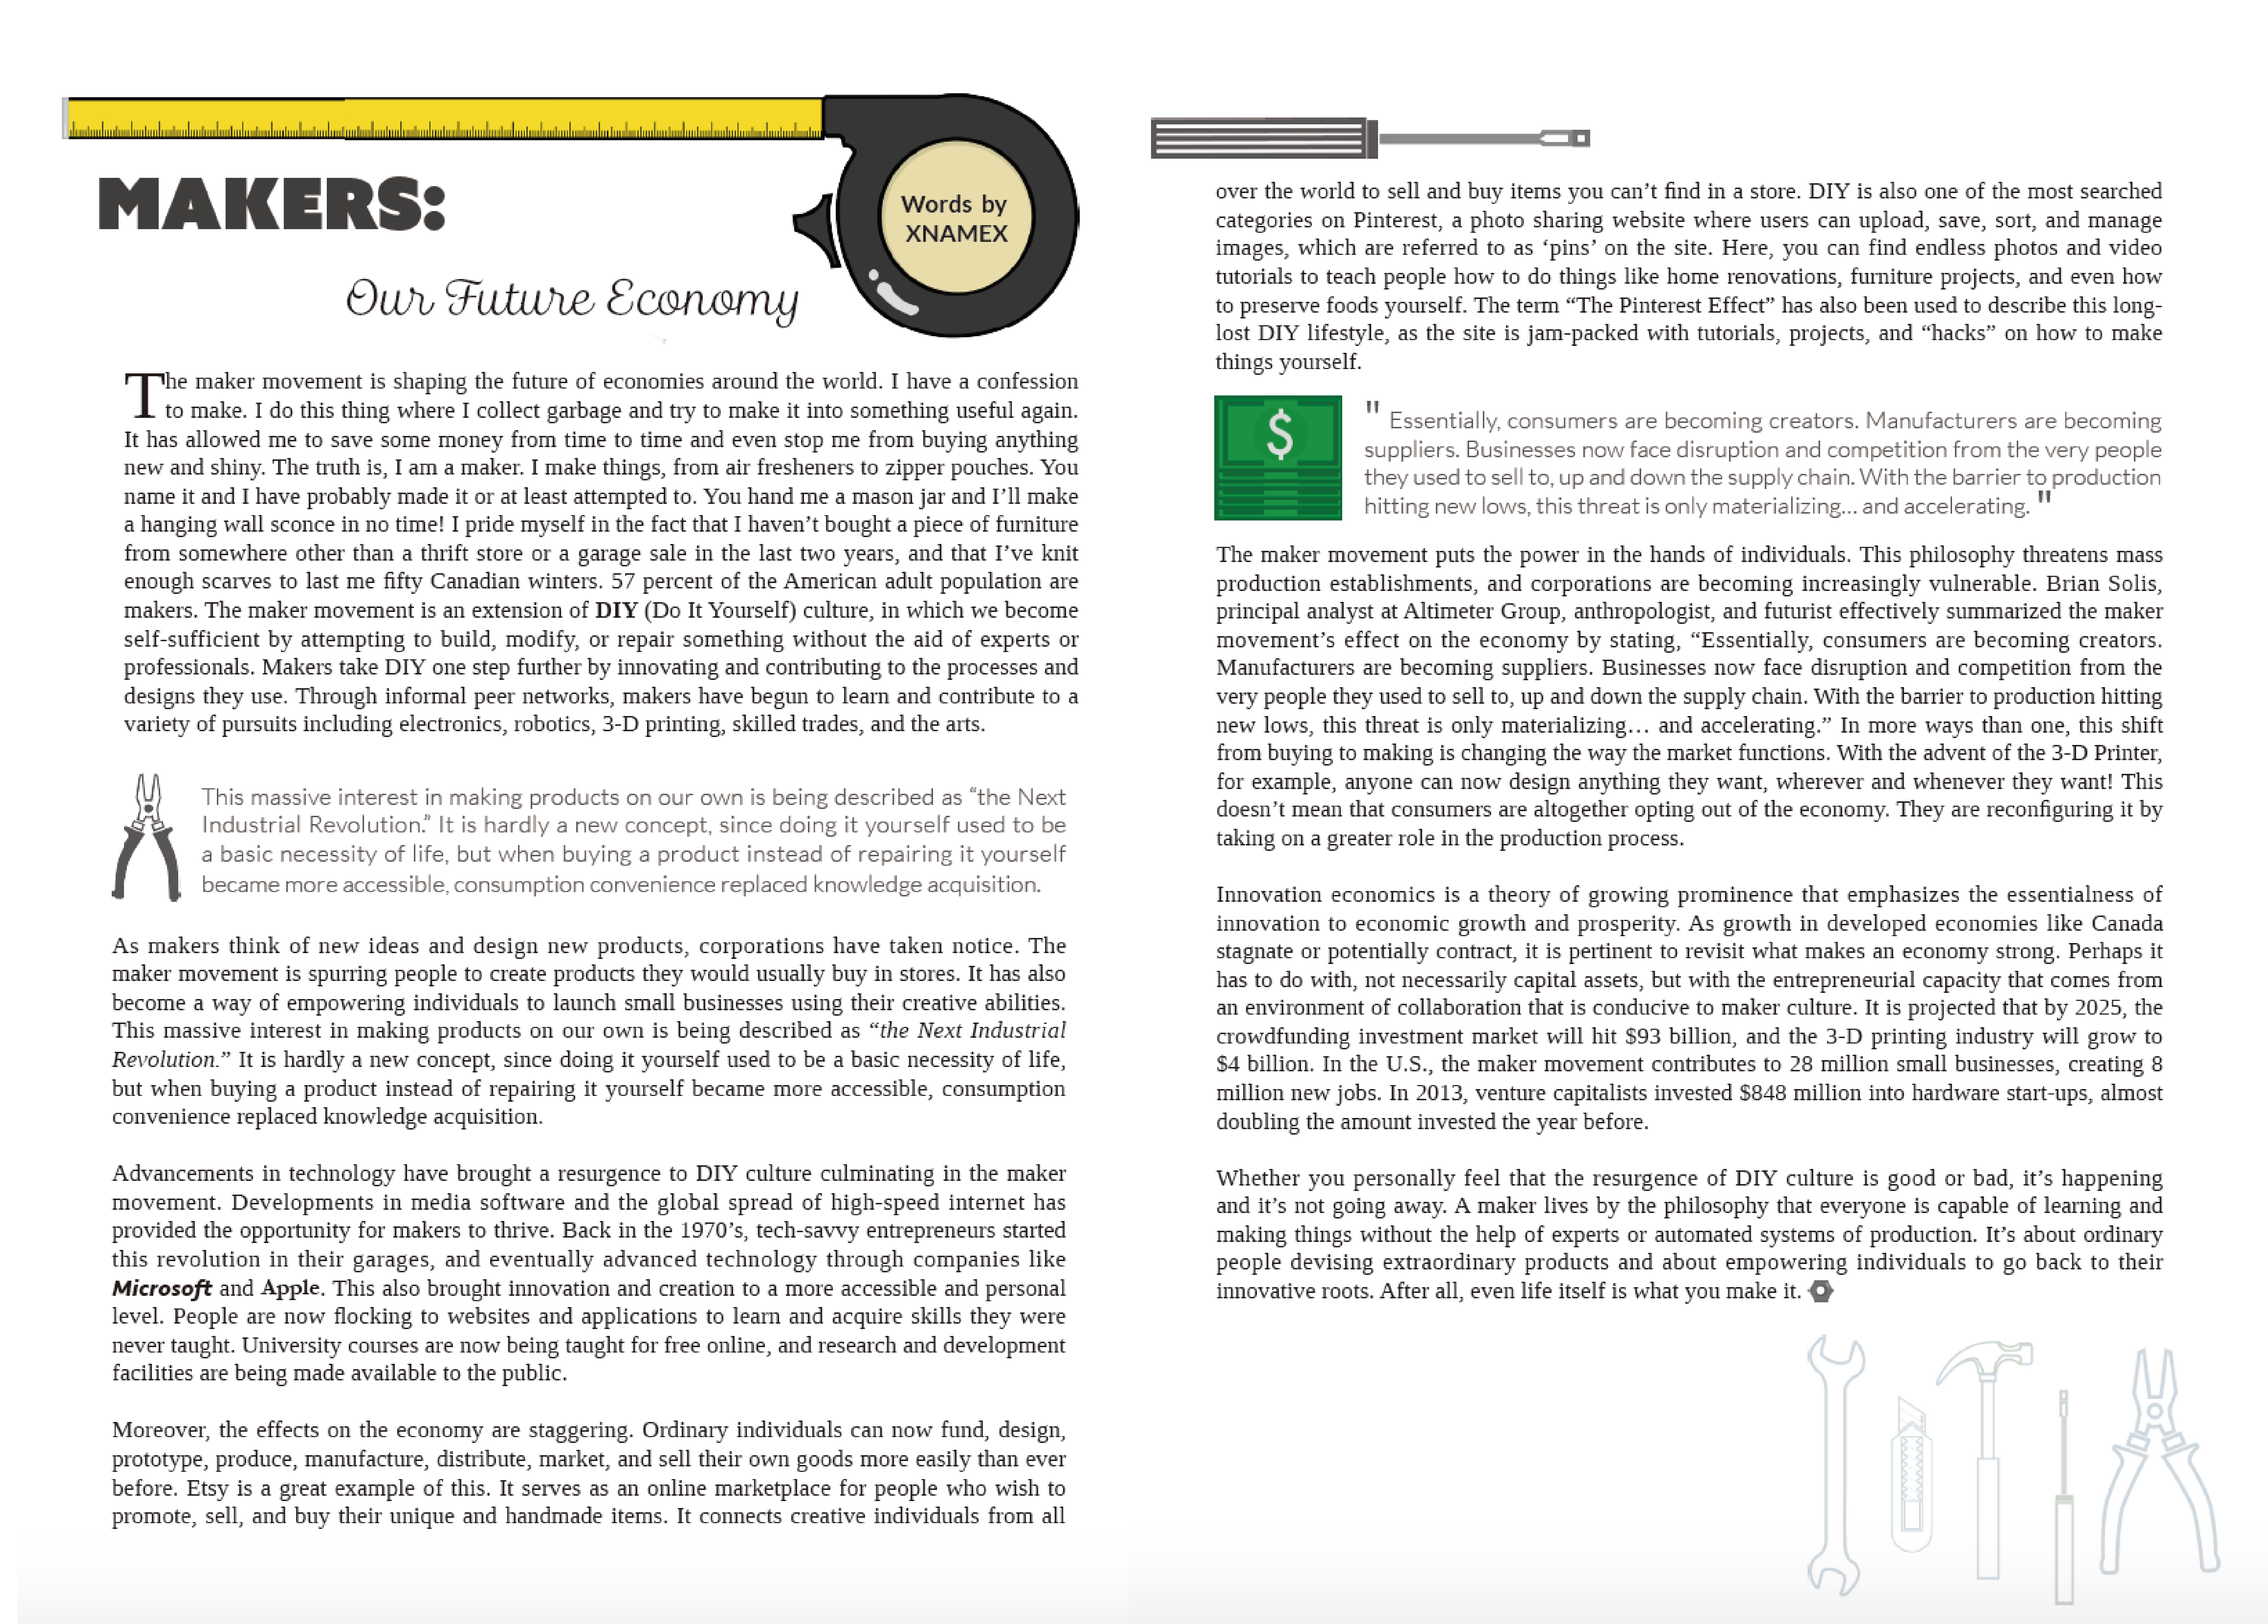 MAKERS:
Our Future Economy
Words by
XNAMEX
The maker movement is shaping the future of economies around the world. I have a confession
to make. I do this thing where I collect garbage and try to make it into something useful again.
It has allowed me to save some money from time to time and even stop me from buying anything
new and shiny. The truth is, I am a maker. I make things, from air fresheners to zipper pouches. You
name it and I have probably made it or at least attempted to. You hand me a mason jar and I’ll make
a hanging wall sconce in no time! I pride myself in the fact that I haven’t bought a piece of furniture
from somewhere other than a thrift store or a garage sale in the last two years, and that I’ve knit
enough scarves to last me fifty Canadian winters. 57 percent of the American adult population are
makers. The maker movement is an extension of DIY (Do It Yourself) culture, in which we become
self-sufficient by attempting to build, modify, or repair something without the aid of experts or
professionals. Makers take DIY one step further by innovating and contributing to the processes and
designs they use. Through informal peer networks, makers have begun to learn and contribute to a
variety of pursuits including electronics, robotics, 3-D printing, skilled trades, and the arts.
This massive interest in making products on our own is being described as “the Next
Industrial Revolution.” It is hardly a new concept, since doing it yourself used to be
a basic necessity of life, but when buying a product instead of repairing it yourself
became more accessible, consumption convenience replaced knowledge acquisition.
As makers think of new ideas and design new products, corporations have taken notice. The
maker movement is spurring people to create products they would usually buy in stores. It has also
become a way of empowering individuals to launch small businesses using their creative abilities.
This massive interest in making products on our own is being described as “the Next Industrial
Revolution.” It is hardly a new concept, since doing it yourself used to be a basic necessity of life,
but when buying a product instead of repairing it yourself became more accessible, consumption
convenience replaced knowledge acquisition.
Advancements in technology have brought a resurgence to DIY culture culminating in the maker
movement. Developments in media software and the global spread of high-speed internet has
provided the opportunity for makers to thrive. Back in the 1970’s, tech-savvy entrepreneurs started
this revolution in their garages, and eventually advanced technology through companies like
Microsoft and Apple. This also brought innovation and creation to a more accessible and personal
level. People are now flocking to websites and applications to learn and acquire skills they were
never taught. University courses are now being taught for free online, and research and development
facilities are being made available to the public.
Moreover, the effects on the economy are staggering. Ordinary individuals can now fund, design,
prototype, produce, manufacture, distribute, market, and sell their own goods more easily than ever
before. Etsy is a great example of this. It serves as an online marketplace for people who wish to
promote, sell, and buy their unique and handmade items. It connects creative individuals from all
over the world to sell and buy items you can’t find in a store. DIY is also one of the most searched
categories on Pinterest, a photo sharing website where users can upload, save, sort, and manage
images, which are referred to as ‘pins’ on the site. Here, you can find endless photos and video
tutorials to teach people how to do things like home renovations, furniture projects, and even how
to preserve foods yourself. The term “The Pinterest Effect” has also been used to describe this long-
lost DIY lifestyle, as the site is jam-packed with tutorials, projects, and “hacks” on how to make
things yourself.
$
" Essentially, consumers are becoming creators. Manufacturers are becoming
suppliers. Businesses now face disruption and competition from the very people
they used to sell to, up and down the supply chain. With the barrier to production
hitting new lows, this threat is only materializing... and accelerating. "
The maker movement puts the power in the hands of individuals. This philosophy threatens mass
production establishments, and corporations are becoming increasingly vulnerable. Brian Solis,
principal analyst at Altimeter Group, anthropologist, and futurist effectively summarized the maker
movement’s effect on the economy by stating, “Essentially, consumers are becoming creators.
Manufacturers are becoming suppliers. Businesses now face disruption and competition from the
very people they used to sell to, up and down the supply chain. With the barrier to production hitting
new lows, this threat is only materializing… and accelerating.” In more ways than one, this shift
from buying to making is changing the way the market functions. With the advent of the 3-D Printer,
for example, anyone can now design anything they want, wherever and whenever they want! This
doesn’t mean that consumers are altogether opting out of the economy. They are reconfiguring it by
taking on a greater role in the production process.
Innovation economics is a theory of growing prominence that emphasizes the essentialness of
innovation to economic growth and prosperity. As growth in developed economies like Canada
stagnate or potentially contract, it is pertinent to revisit what makes an economy strong. Perhaps it
has to do with, not necessarily capital assets, but with the entrepreneurial capacity that comes from
an environment of collaboration that is conducive to maker culture. It is projected that by 2025, the
crowdfunding investment market will hit $93 billion, and the 3-D printing industry will grow to
$4 billion. In the U.S., the maker movement contributes to 28 million small businesses, creating 8
million new jobs. In 2013, venture capitalists invested $848 million into hardware start-ups, almost
doubling the amount invested the year before.
Whether you personally feel that the resurgence of DIY culture is good or bad, it’s happening
and it’s not going away. A maker lives by the philosophy that everyone is capable of learning and
making things without the help of experts or automated systems of production. It’s about ordinary
people devising extraordinary products and about empowering individuals to go back to their
innovative roots. After all, even life itself is what you make it.